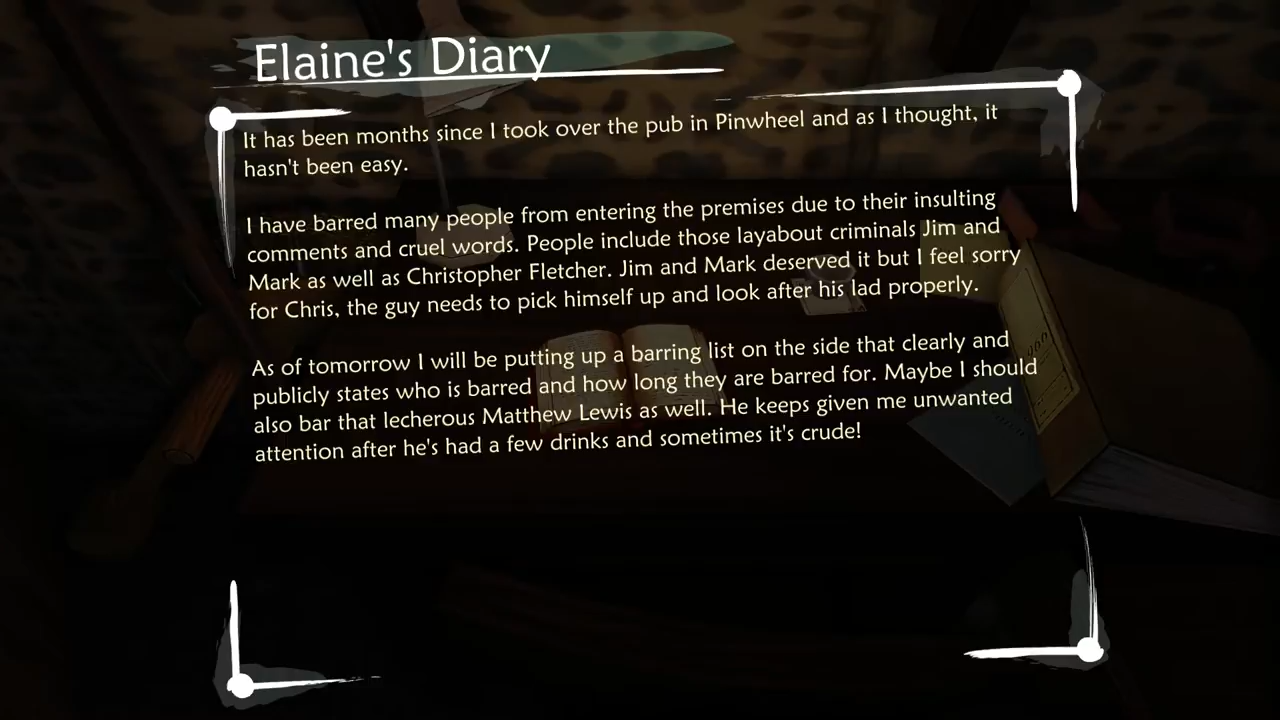 Elaine's Diary
It has been months since I took over the pub in Pinwheel and as I thought, it
hasn't been easy.
I have barred many people from entering the premises due to their insulting
comments and cruel words. People include those layabout criminals Jim and
Mark as well as Christopher Fletcher. Jim and Mark deserved it but I feel sorry
for Chris, the guy needs to pick himself up and look after his lad properly.
As of tomorrow I will be putting up a barring list on the side that clearly and
publicly states who is barred and how long they are barred for. Maybe I should
also bar that lecherous Matthew Lewis as well. He keeps given me unwanted
attention after he's had a few drinks and sometimes it's crude!